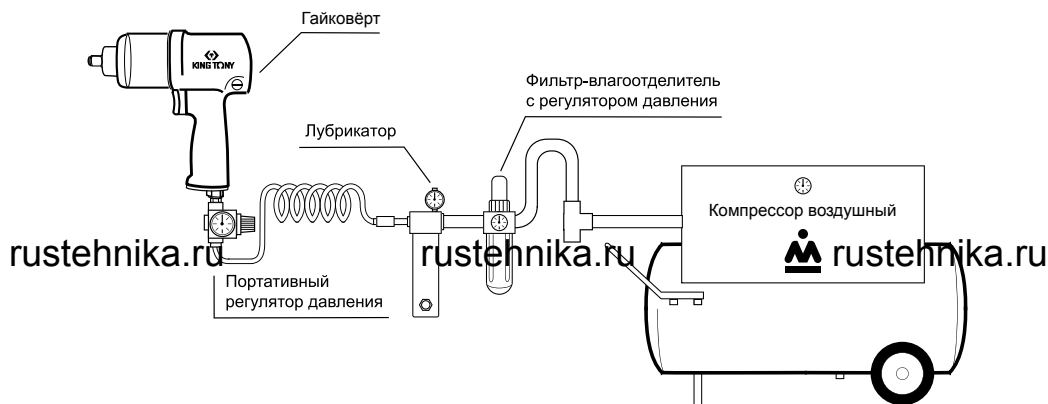 Гайковёрт
KING TONY
Фильтр-влагоотделитель
с регулятором давления
Лубрикатор
Компрессор воздушный
rustehnika.ru rustehnika.ru rustehnika.ru
Портативный
регулятор давления